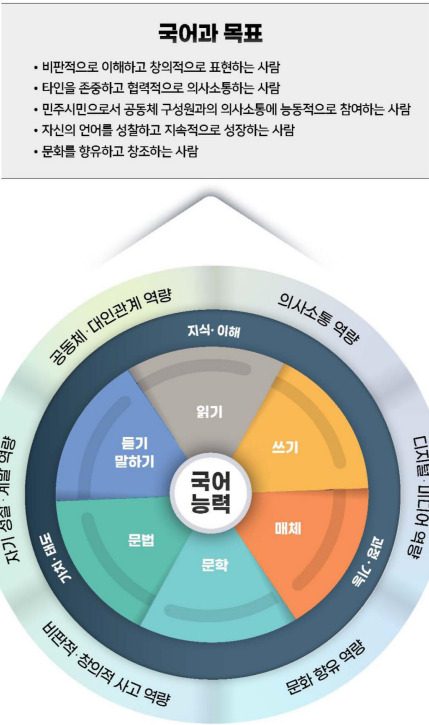 국어과 목표
• 비판적으로 이해하고 창의적으로 표현하는 사람
• 타인을 존중하고 협력적으로 의사소통하는 사람
• 민주시민으로서 공동체 구성원과의 의사소통에 능동적으로 참여하는 사람
• 자신의 언어를 성찰하고 지속적으로 성장하는 사람
• 문화를 향유하고 창조하는 사람
공동체·대인관계 역량
의사소통 역량
지식·이해
읽기
듣기
말하기
쓰기
자기 성찰·계발 역량
디지털·미디어 역량
국어
능력
문법
매체
가치·태도
과정·기능
문학
비판적·창의적 사고 역량
문화 향유 역량